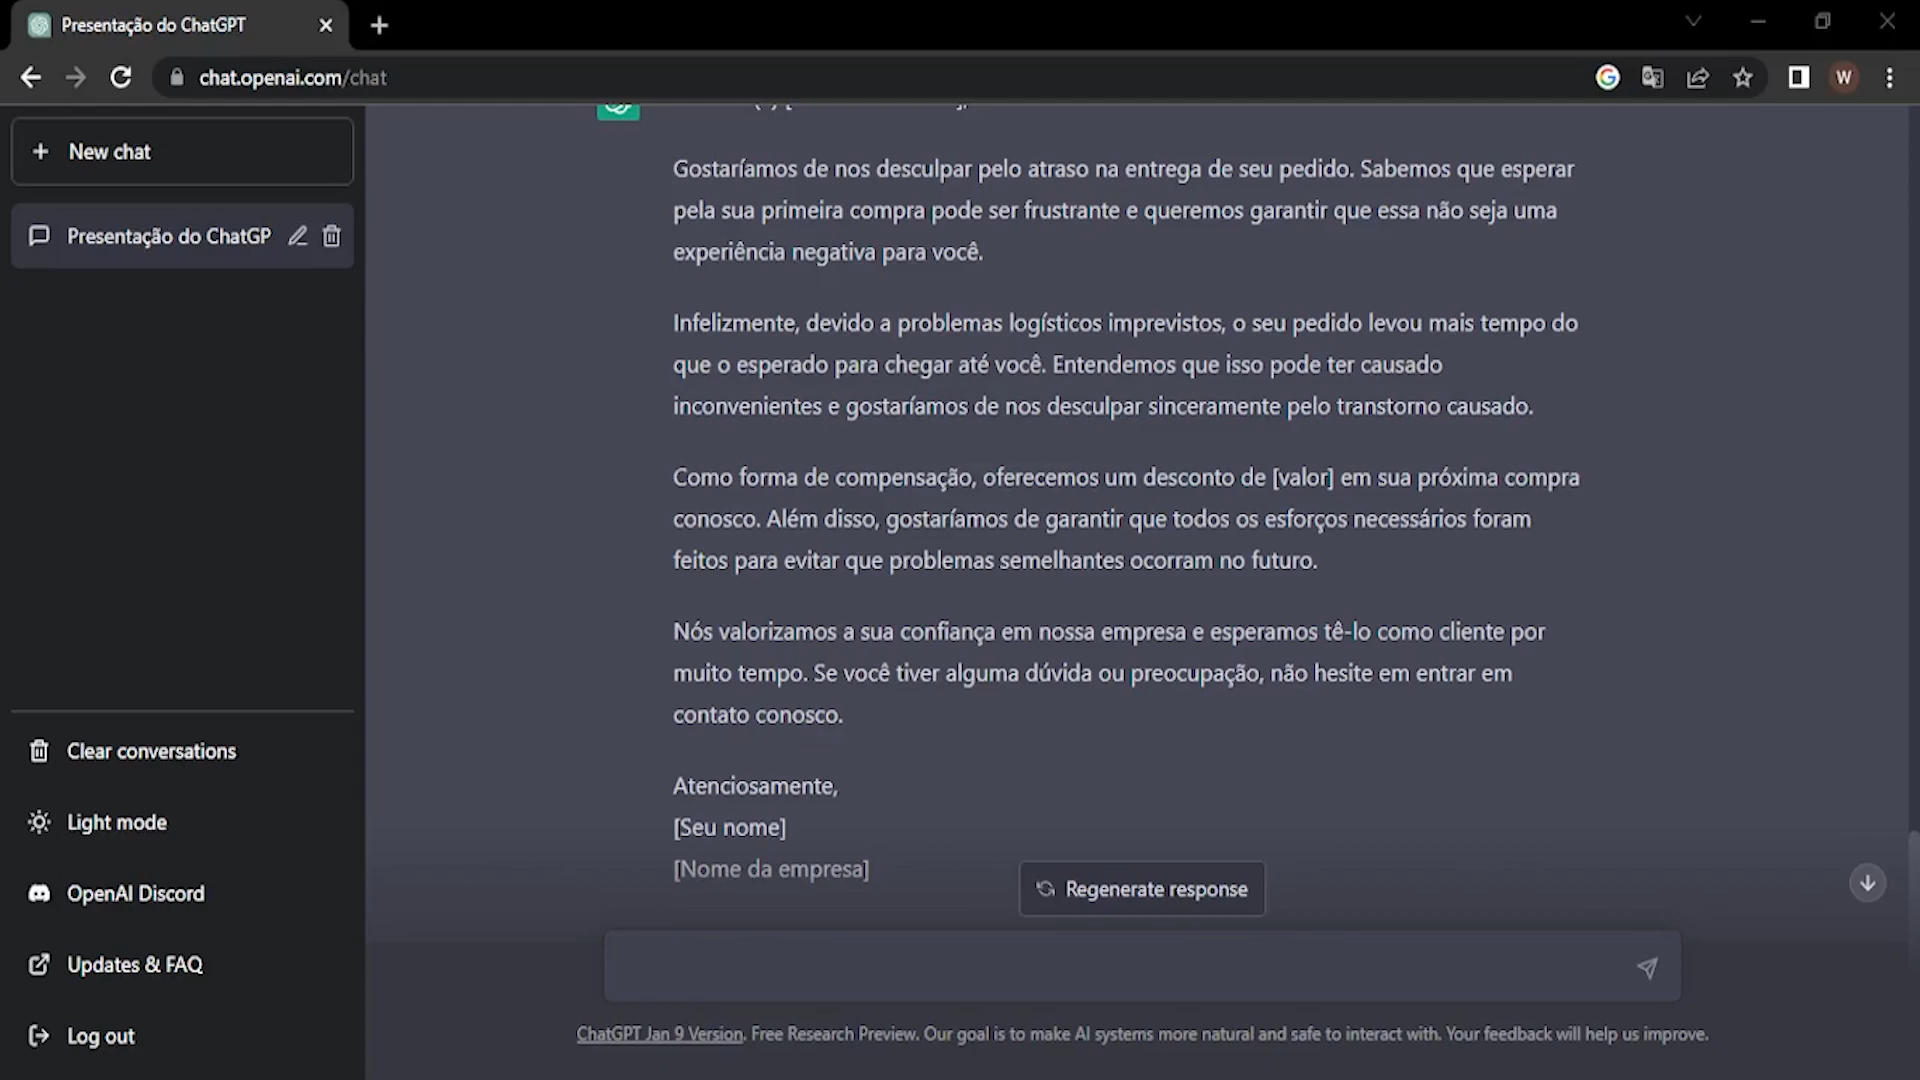 Presentação do ChatGPT
chat.openai.com/chat
W
New chat
Presentação do ChatGP
Gostaríamos de nos desculpar pelo atraso na entrega de seu pedido. Sabemos que esperar
pela sua primeira compra pode ser frustrante e queremos garantir que essa não seja uma
experiência negativa para você.
Infelizmente, devido a problemas logísticos imprevistos, o seu pedido levou mais tempo do
que o esperado para chegar até você. Entendemos que isso pode ter causado
inconvenientes e gostaríamos de nos desculpar sinceramente pelo transtorno causado.
Como forma de compensação, oferecemos um desconto de [valor] em sua próxima compra
conosco. Além disso, gostaríamos de garantir que todos os esforços necessários foram
feitos para evitar que problemas semelhantes ocorram no futuro.
Nós valorizamos a sua confiança em nossa empresa e esperamos tê-lo como cliente por
muito tempo. Se você tiver alguma dúvida ou preocupação, não hesite em entrar em
contato conosco.
Atenciosamente,
[Seu nome]
[Nome da empresa]
Clear conversations
Light mode
OpenAI Discord
Updates & FAQ
Log out
Regenerate response
ChatGPT Jan 9 Version. Free Research Preview. Our goal is to make AI systems more natural and safe to interact with. Your feedback will help us improve.